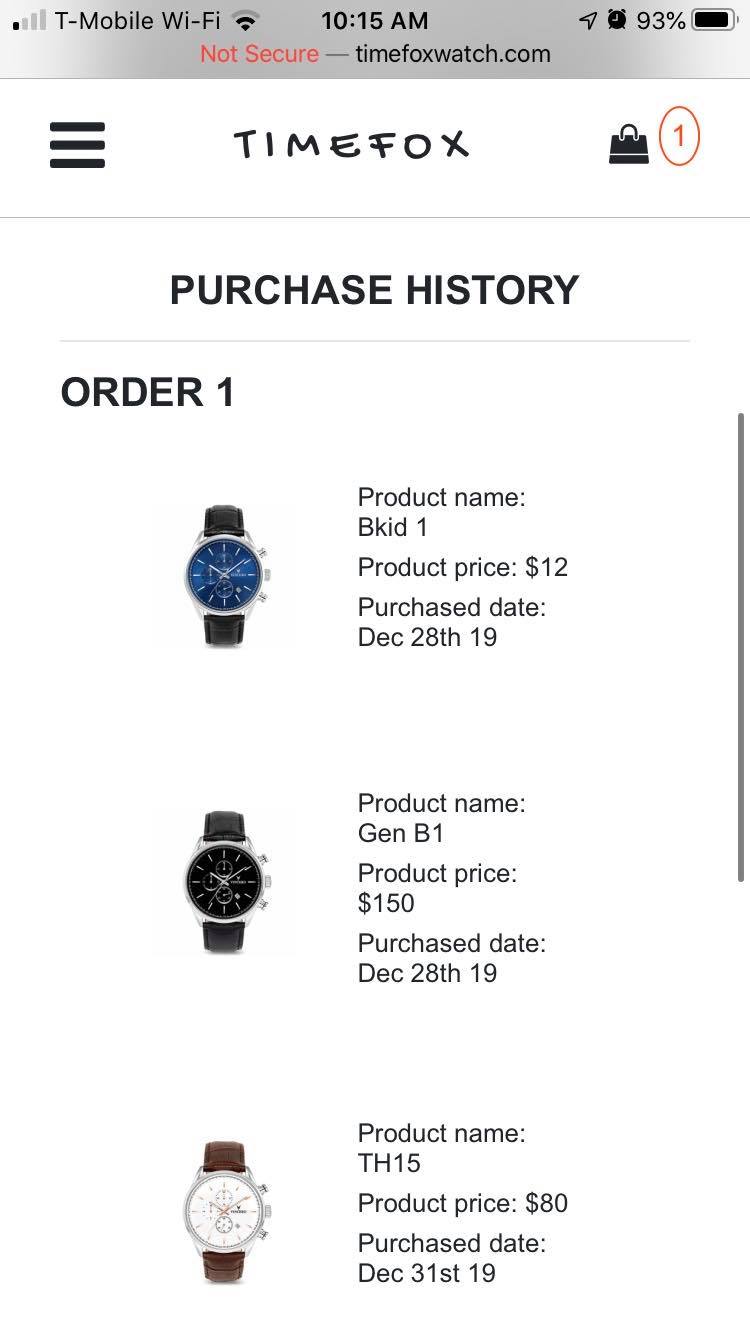 T-Mobile Wi-Fi 10:15 AM 93%
Not Secure — timefoxwatch.com
TIMEFOX 1
PURCHASE HISTORY
ORDER 1
Product name:
Bkid 1
Product price: $12
Purchased date:
Dec 28th 19
Product name:
Gen B1
Product price:
$150
Purchased date:
Dec 28th 19
Product name:
TH15
Product price: $80
Purchased date:
Dec 31st 19